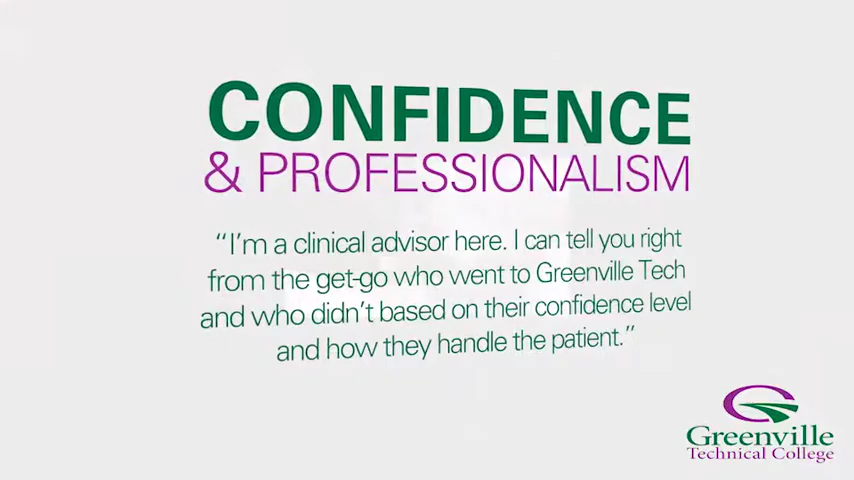 CONFIDENCE
& PROFESSIONALISM
“I’m a clinical advisor here. I can tell you right
from the get-go who went to Greenville Tech
and who didn’t based on their confidence level
and how they handle the patient.”
Greenville
Technical College